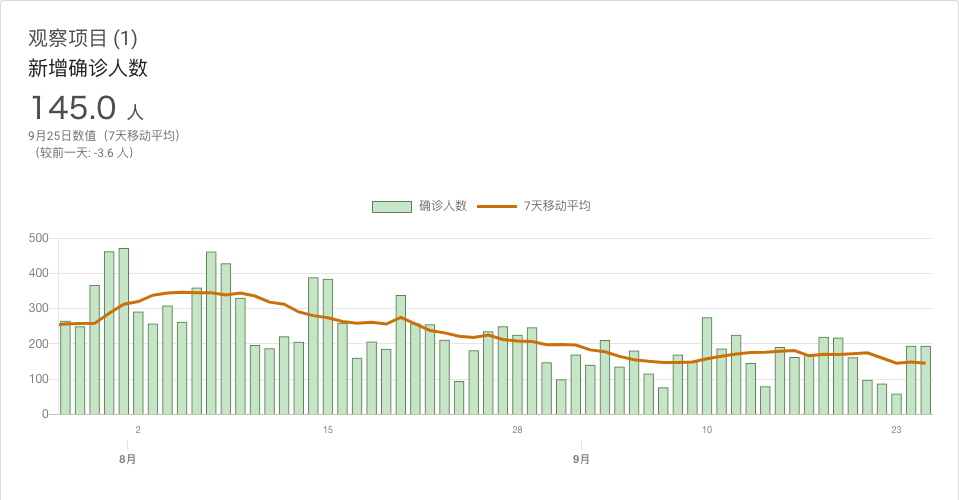 观察项目 (1)
新增确诊人数
145.0 人
9月25日数值（7天移动平均）
（较前一天: -3.6 人）
确诊人数 7天移动平均
500
400
300
200
100
0
2 15 28 10 23
8月 9月